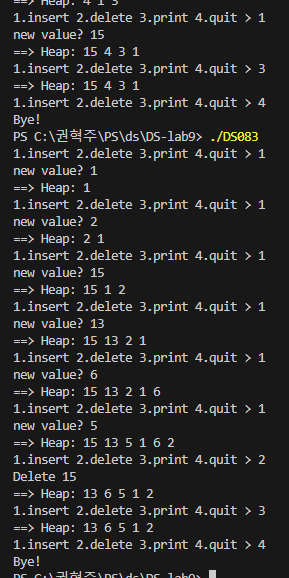 ==> Heap: 4 1 3
1.insert 2.delete 3.print 4.quit > 1
new value? 15
==> Heap: 15 4 3 1
1.insert 2.delete 3.print 4.quit > 3
==> Heap: 15 4 3 1
1.insert 2.delete 3.print 4.quit > 4
Bye!
PS C:\권혁주\PS\ds\DS-lab9> ./DS083
1.insert 2.delete 3.print 4.quit > 1
new value? 1
==> Heap: 1
1.insert 2.delete 3.print 4.quit > 1
new value? 2
==> Heap: 2 1
1.insert 2.delete 3.print 4.quit > 1
new value? 15
==> Heap: 15 1 2
1.insert 2.delete 3.print 4.quit > 1
new value? 13
==> Heap: 15 13 2 1
1.insert 2.delete 3.print 4.quit > 1
new value? 6
==> Heap: 15 13 2 1 6
1.insert 2.delete 3.print 4.quit > 1
new value? 5
==> Heap: 15 13 5 1 6 2
1.insert 2.delete 3.print 4.quit > 2
Delete 15
==> Heap: 13 6 5 1 2
1.insert 2.delete 3.print 4.quit > 3
==> Heap: 13 6 5 1 2
1.insert 2.delete 3.print 4.quit > 4
Bye!
PS C:\권혁주\PS\ds\DS-lab9>